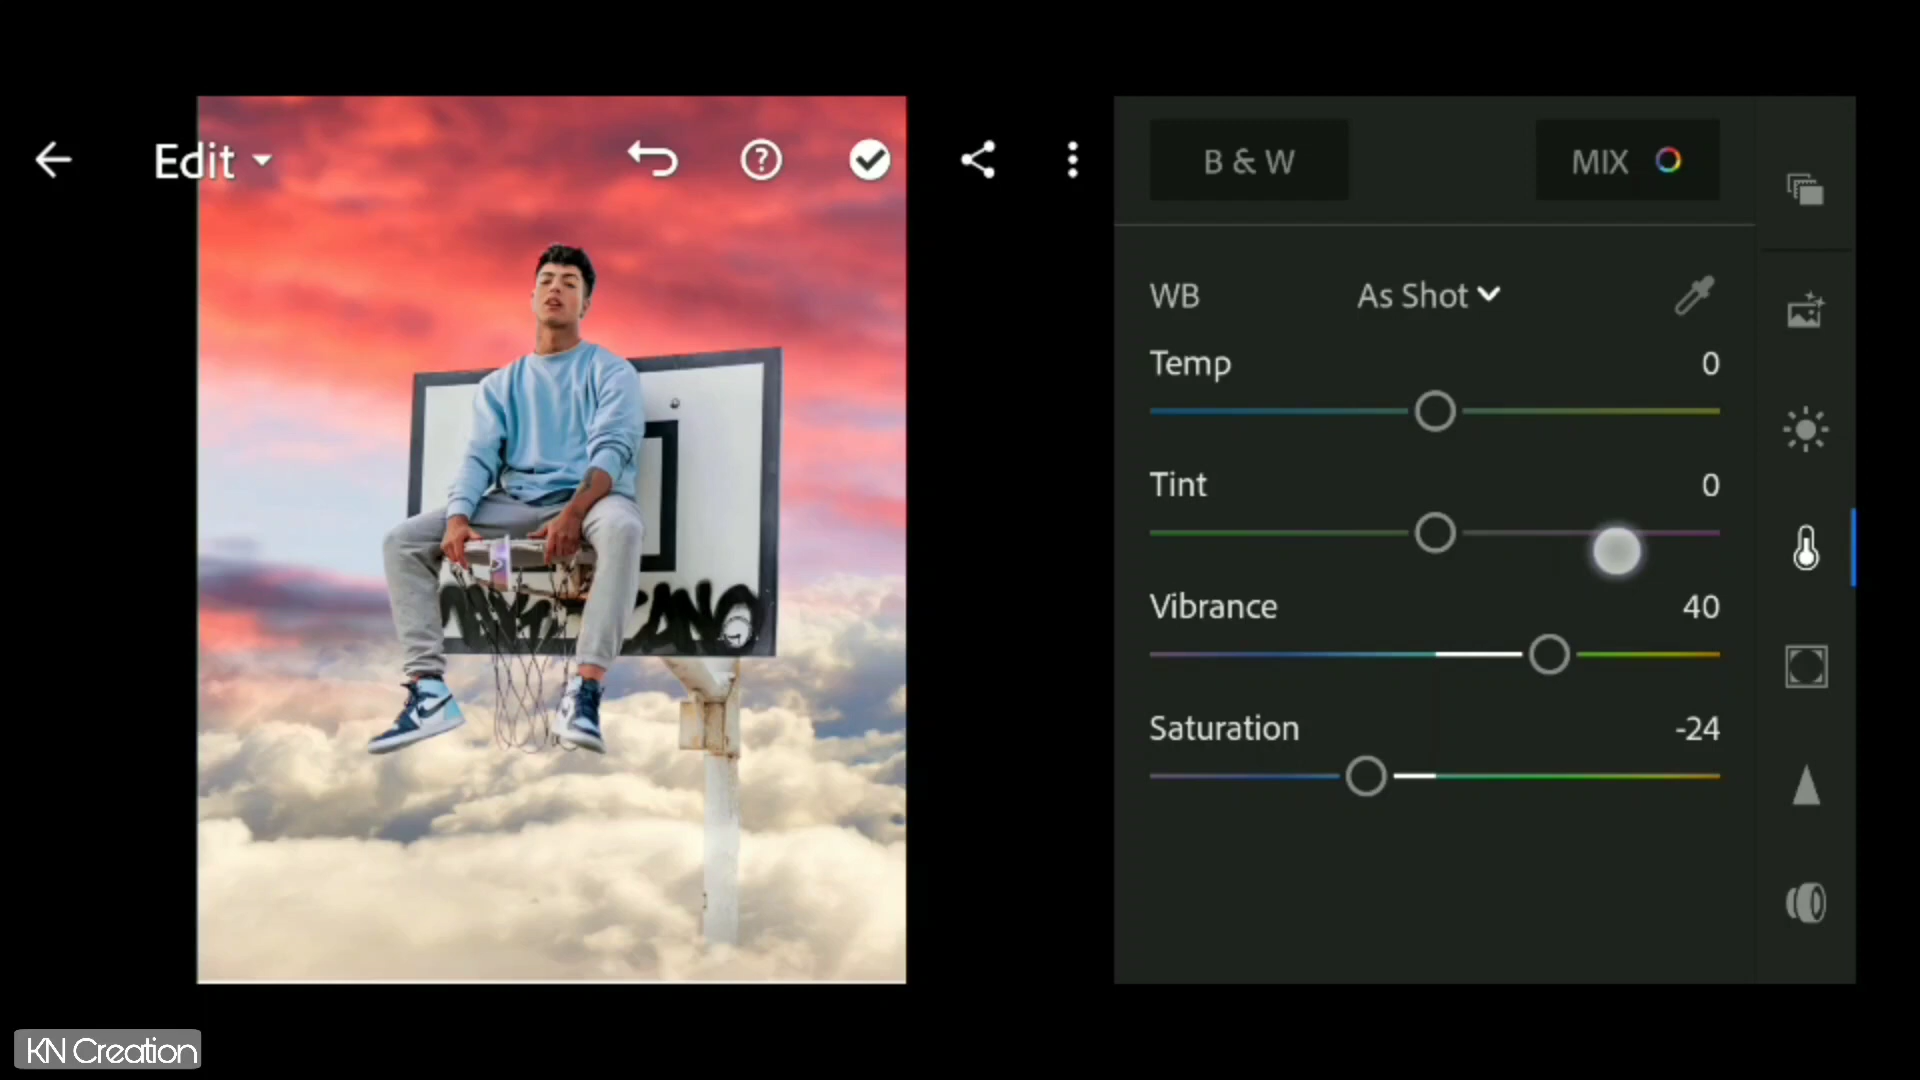 Edit
B & W
MIX
WB As Shot
Temp 0
Tint 0
Vibrance 40
Saturation -24
KN Creation